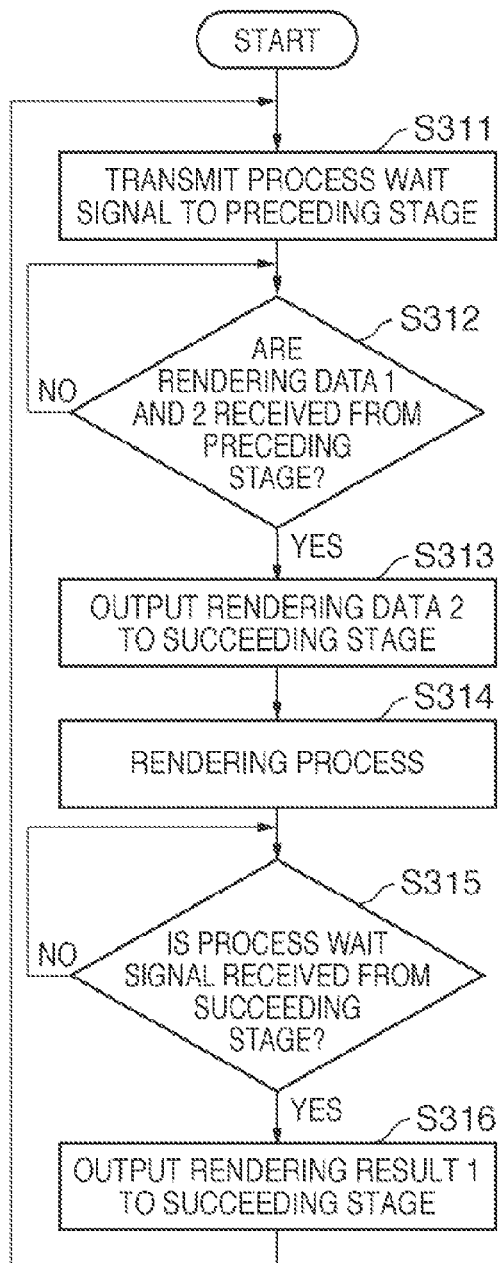 START
S311
TRANSMIT PROCESS WAIT
SIGNAL TO PRECEDING STAGE
S312
ARE
RENDERING DATA 1
AND 2 RECEIVED FROM
PRECEDING
STAGE?
NO
YES
S313
OUTPUT RENDERING DATA 2
TO SUCCEEDING STAGE
S314
RENDERING PROCESS
S315
IS PROCESS WAIT
SIGNAL RECEIVED FROM
SUCCEEDING
STAGE?
NO
YES
S316
OUTPUT RENDERING RESULT 1
TO SUCCEEDING STAGE